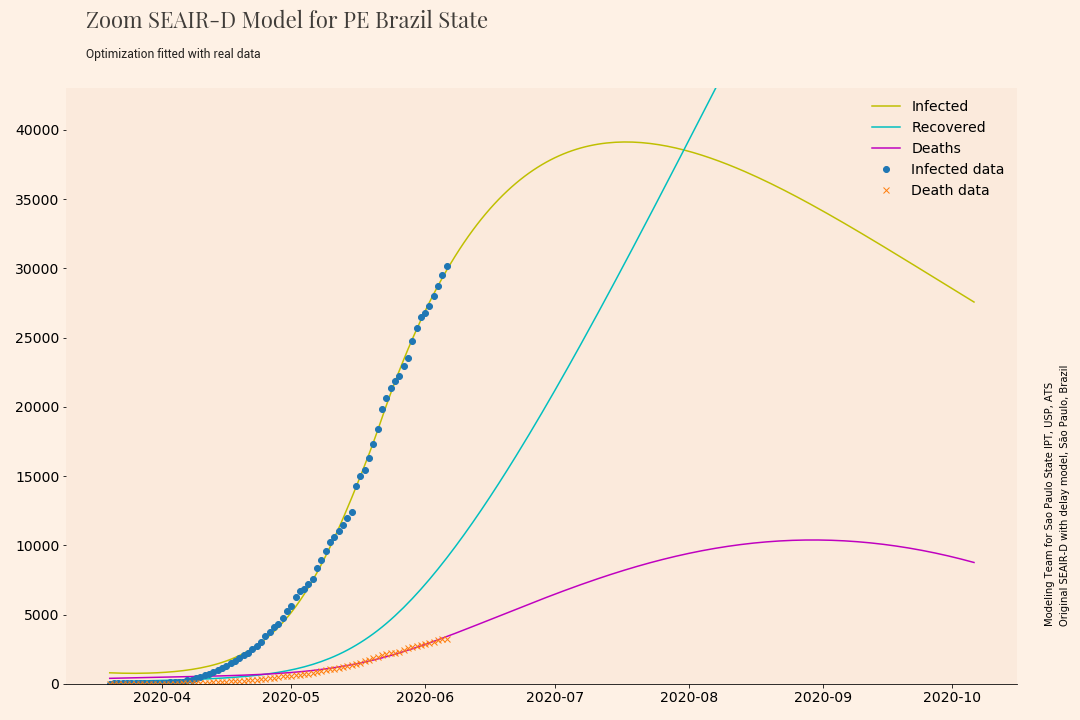 Zoom SEAIR-D Model for PE Brazil State
Optimization fitted with real data
Infected
Recovered
Deaths
Infected data
Death data
40000
35000
30000
25000
20000
15000
10000
5000
0
2020-04
2020-05
2020-06
2020-07
2020-08
2020-09
2020-10
Modeling Team for Sao Paulo State IPT, USP, ATS
Original SEAIR-D with delay model, São Paulo, Brazil